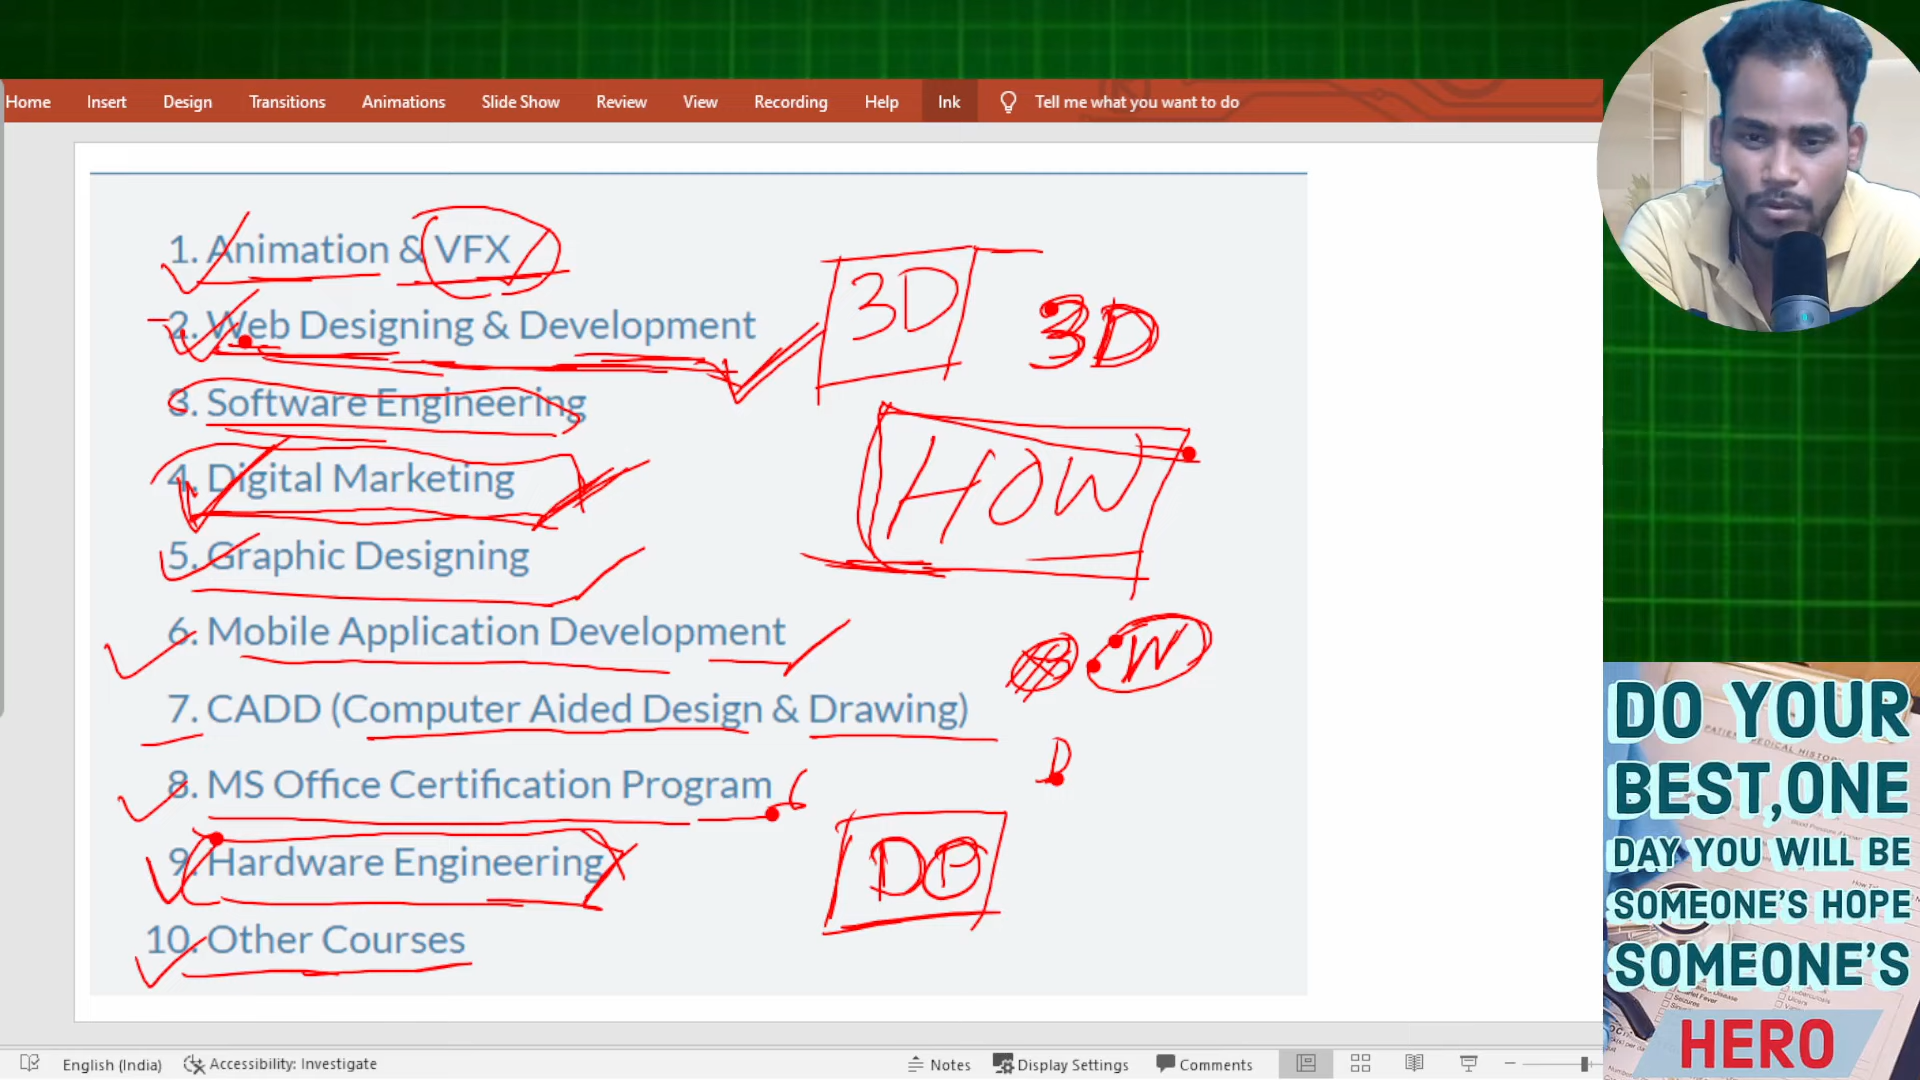 Home Insert Design Transitions Animations Slide Show Review View Recording Help Ink Tell me what you want to do
1. Animation & VFX
2. Web Designing & Development
3. Software Engineering
4. Digital Marketing
5. Graphic Designing
6. Mobile Application Development
7. CADD (Computer Aided Design & Drawing)
8. MS Office Certification Program
9. Hardware Engineering
10. Other Courses
3D 3D
HOW
W
D
DP
DO YOUR
BEST,ONE
DAY YOU WILL BE
SOMEONE'S HOPE
SOMEONE'S
HERO
English (India) Accessibility: Investigate Notes Display Settings Comments